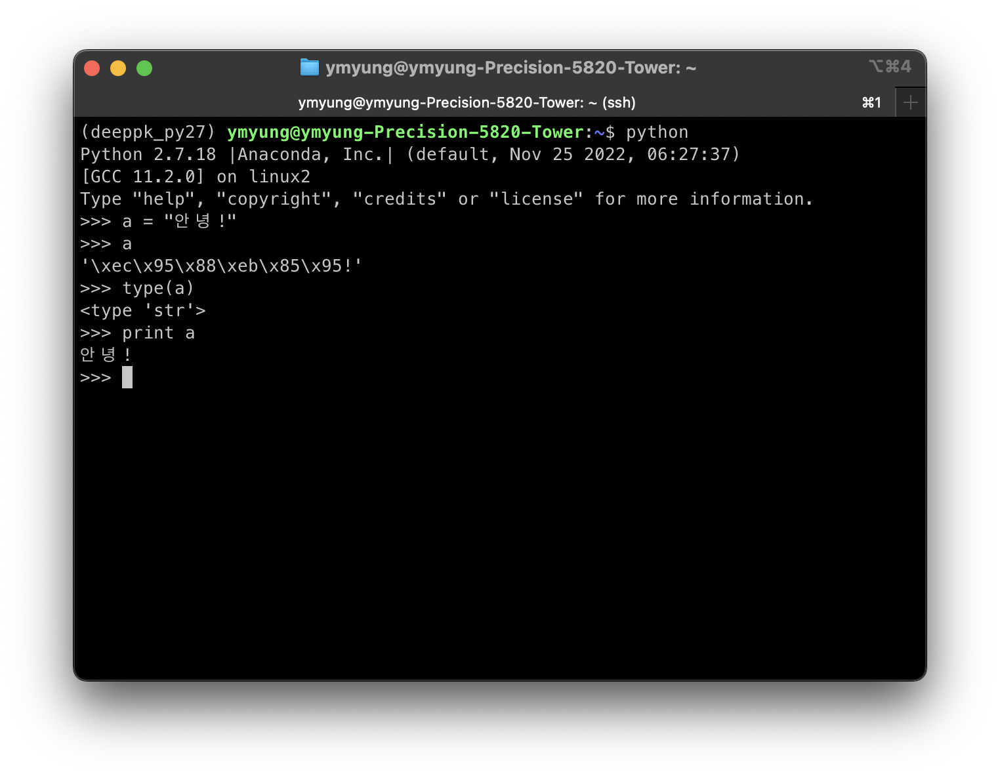 ymyung@ymyung-Precision-5820-Tower: ~
⌥⌘4
ymyung@ymyung-Precision-5820-Tower: ~ (ssh)
⌘1
(deeppk_py27) ymyung@ymyung-Precision-5820-Tower:~$ python
Python 2.7.18 |Anaconda, Inc.| (default, Nov 25 2022, 06:27:37)
[GCC 11.2.0] on linux2
Type "help", "copyright", "credits" or "license" for more information.
>>> a = "안녕!"
>>> a
'\xec\x95\x88\xeb\x85\x95!'
>>> type(a)
<type 'str'>
>>> print a
안녕!
>>>